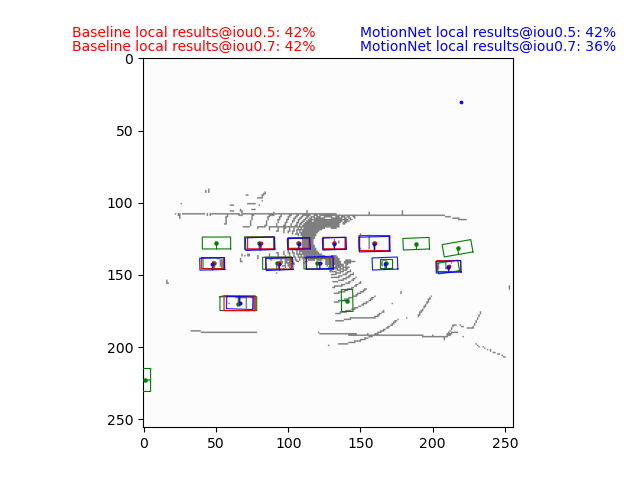 Baseline local results@iou0.5: 42% MotionNet local results@iou0.5: 42%
Baseline local results@iou0.7: 42% MotionNet local results@iou0.7: 36%
0
50
100
150
200
250
0 50 100 150 200 250